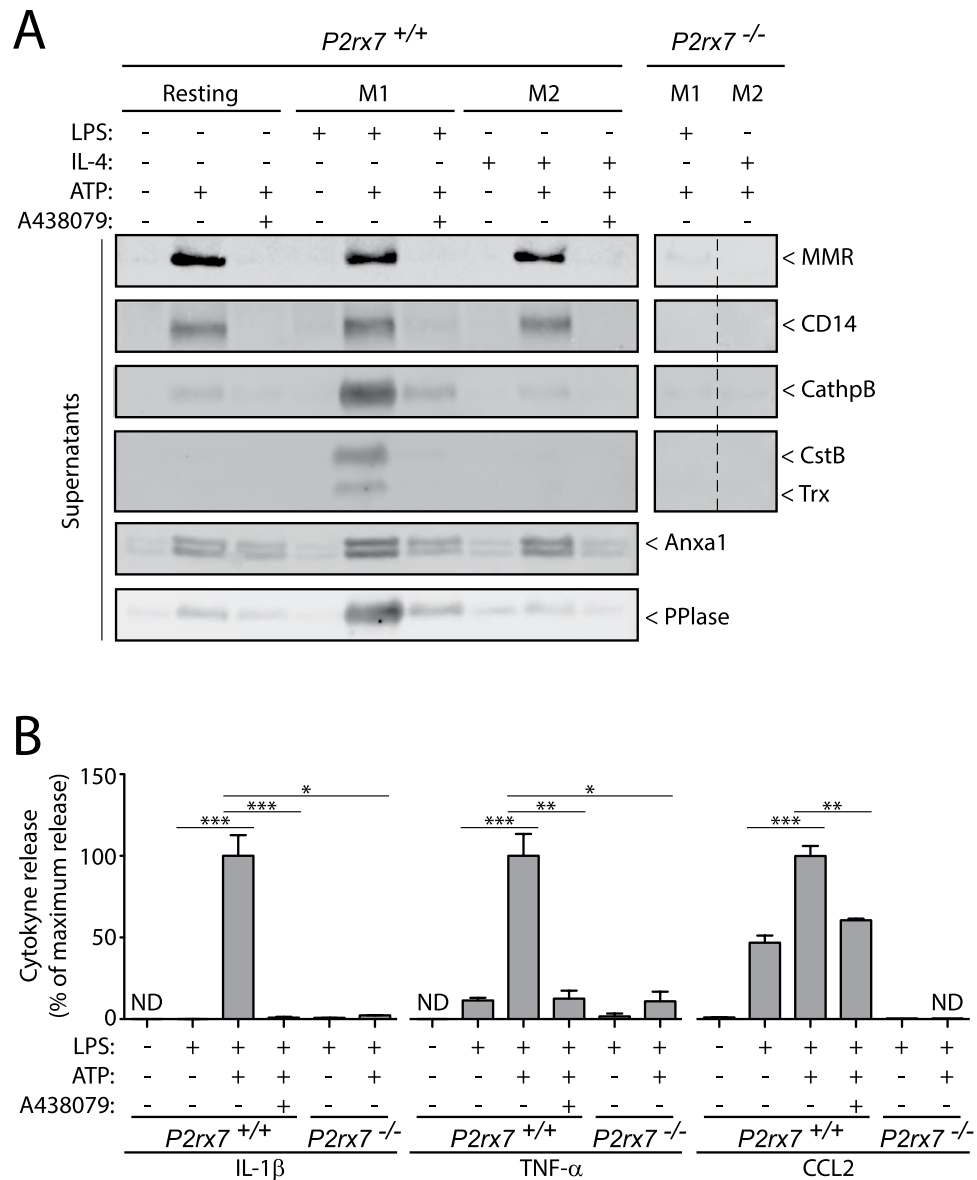 A
P2rx7 +/+ P2rx7 -/-
Resting M1 M2 M1 M2
LPS: - - - + + + - - - + -
IL-4: - - - - - - + + + - +
ATP: - + + - + + - + + + +
A438079: - - + - - + - - + - -
Supernatants
< MMR
< CD14
< CathpB
< CstB
< Trx
< Anxa1
< PPIase
B
Cytokyne release
(% of maximum release)
150
100
50
0
*** *** * *** ** * *** **
ND ND ND
LPS: - + + + + + - + + + + + - + + + + +
ATP: - - + + - + - - + + - + - - + + - +
A438079: - - - + - - - - - + - - - - - + - -
P2rx7 +/+ P2rx7 -/- P2rx7 +/+ P2rx7 -/- P2rx7 +/+ P2rx7 -/-
IL-1β TNF-α CCL2